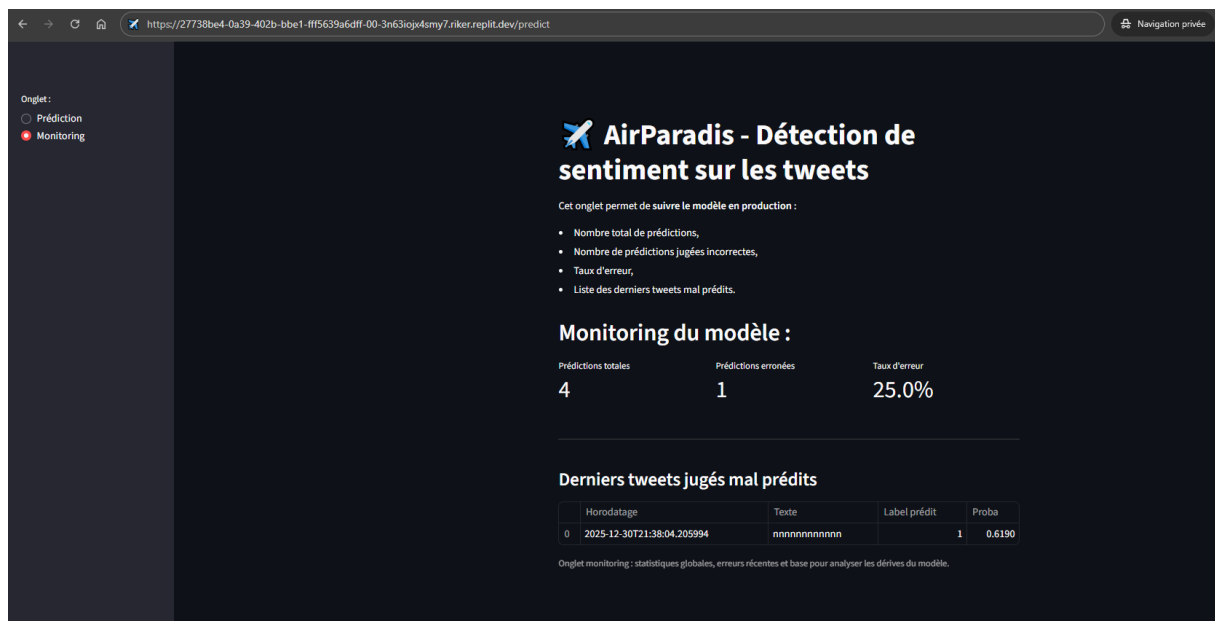 https://27738be4-0a39-402b-bbe1-fff5639a6dff-00-3n63iojx4smy7.riker.replit.dev/predict
Navigation privée
Onglet :
Prédiction
Monitoring
AirParadis - Détection de
sentiment sur les tweets
Cet onglet permet de suivre le modèle en production :
• Nombre total de prédictions,
• Nombre de prédictions jugées incorrectes,
• Taux d'erreur,
• Liste des derniers tweets mal prédits.
Monitoring du modèle :
Prédictions totales Prédictions erronées Taux d'erreur
4 1 25.0%
Derniers tweets jugés mal prédits
Horodatage Texte Label prédit Proba
0 2025-12-30T21:38:04.205994 nnnnnnnnnnnn 1 0.6190
Onglet monitoring : statistiques globales, erreurs récentes et base pour analyser les dérives du modèle.